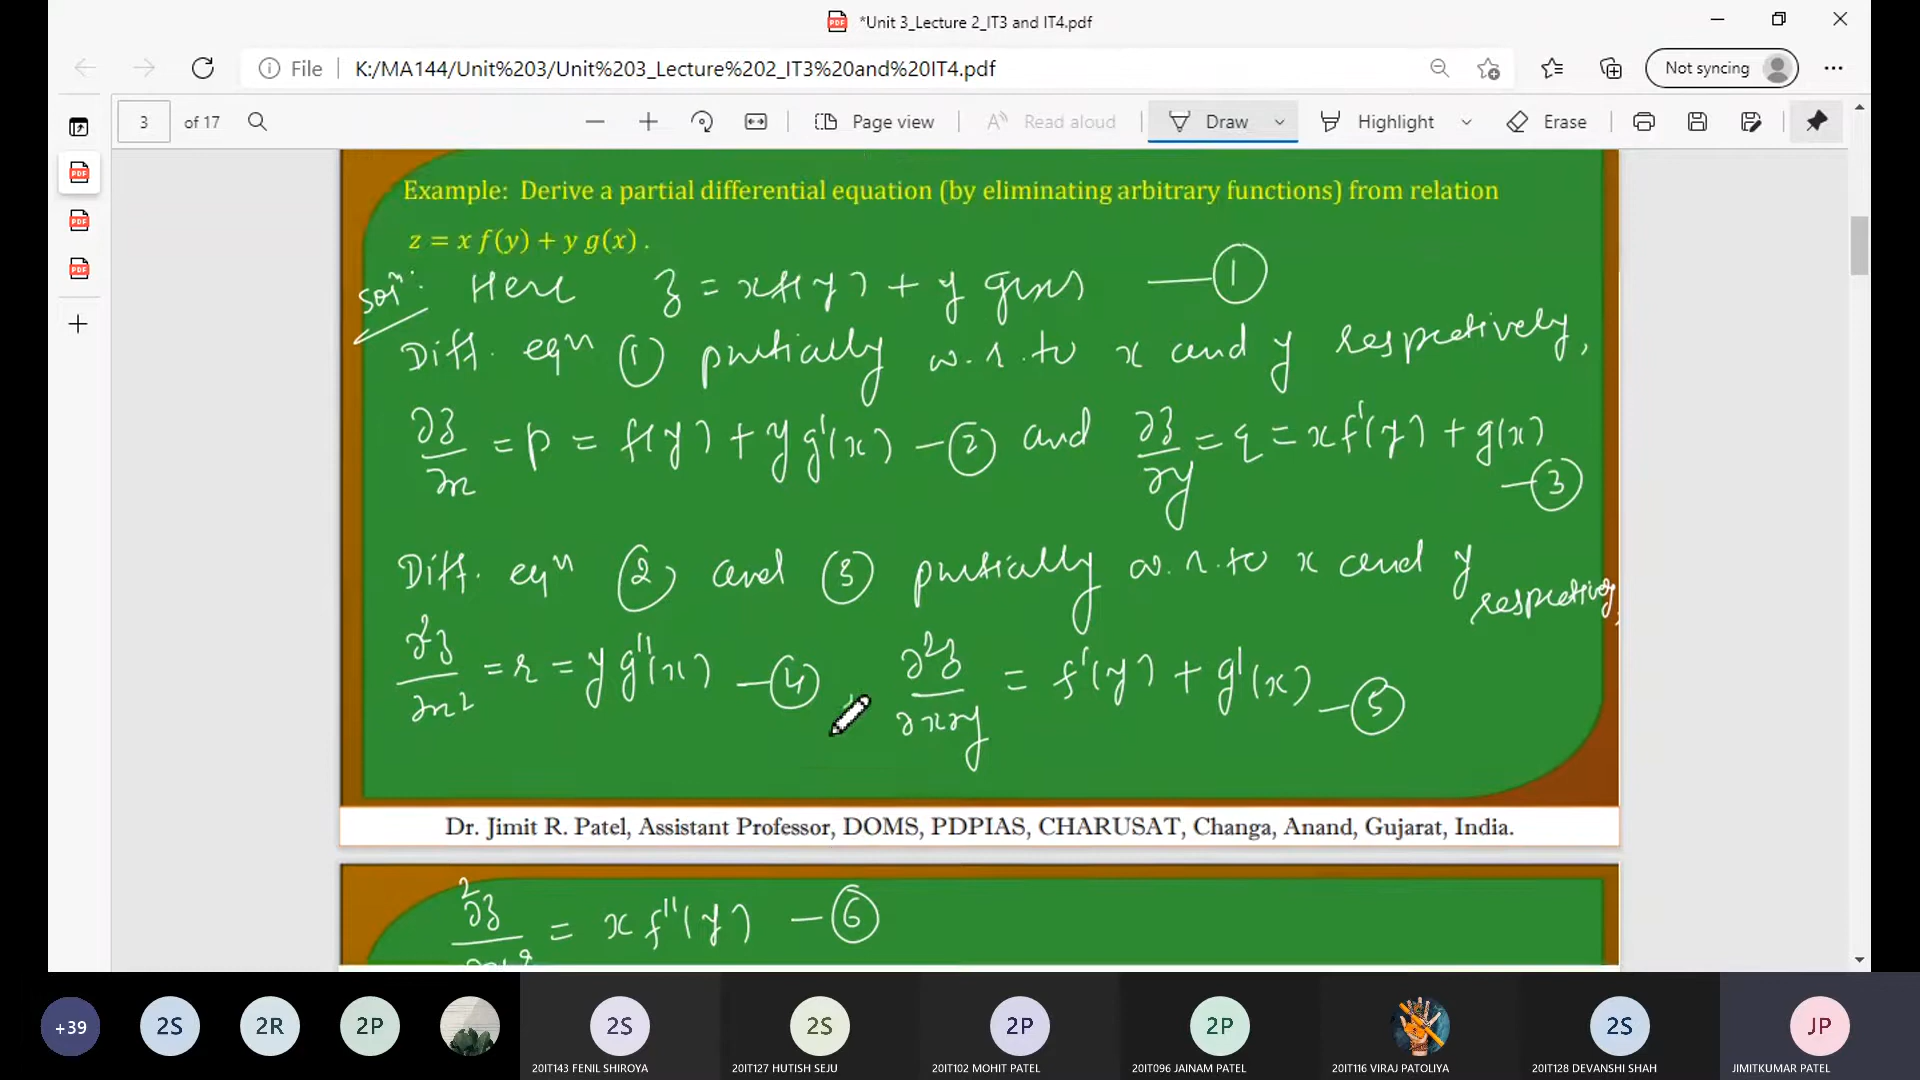 *Unit 3_Lecture 2_IT3 and IT4.pdf
File | K:/MA144/Unit%203/Unit%203_Lecture%202_IT3%20and%20IT4.pdf
Not syncing
3 of 17
Page view
Read aloud
Draw
Highlight
Erase
Example: Derive a partial differential equation (by eliminating arbitrary functions) from relation
z = x f(y) + y g(x) .
Solⁿ: Here z = x f(y) + y g(x) — ①
Diff. eqⁿ ① partially w.r.to x and y respectively,
∂z/∂x = p = f(y) + y g'(x) — ② and ∂z/∂y = q = x f'(y) + g(x) — ③
Diff. eqⁿ ② and ③ partially w.r.to x and y respectively,
∂²z/∂x² = r = y g''(x) — ④ , ∂²z/∂x∂y = f'(y) + g'(x) — ⑤
Dr. Jimit R. Patel, Assistant Professor, DOMS, PDPIAS, CHARUSAT, Changa, Anand, Gujarat, India.
∂²z/∂y² = x f''(y) — ⑥
+39
2S
2R
2P
2S
20IT143 FENIL SHIROYA
2S
20IT127 HUTISH SEJU
2P
20IT102 MOHIT PATEL
2P
20IT096 JAINAM PATEL
20IT116 VIRAJ PATOLIYA
2S
20IT128 DEVANSHI SHAH
JP
JIMITKUMAR PATEL